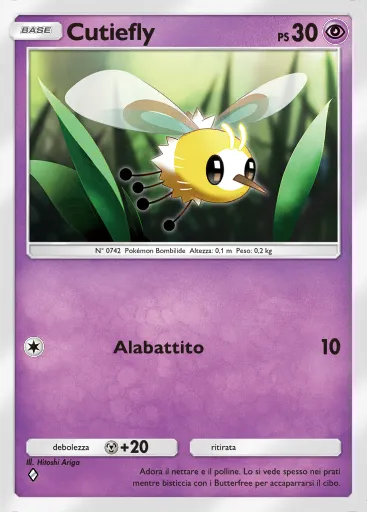 BASE
Cutiefly
PS 30
N° 0742 Pokémon Bombilide Altezza: 0,1 m Peso: 0,2 kg
Alabattito 10
debolezza +20
ritirata
Ill. Hitoshi Ariga
Adora il nettare e il polline. Lo si vede spesso nei prati
mentre bisticcia con i Butterfree per accaparrarsi il cibo.